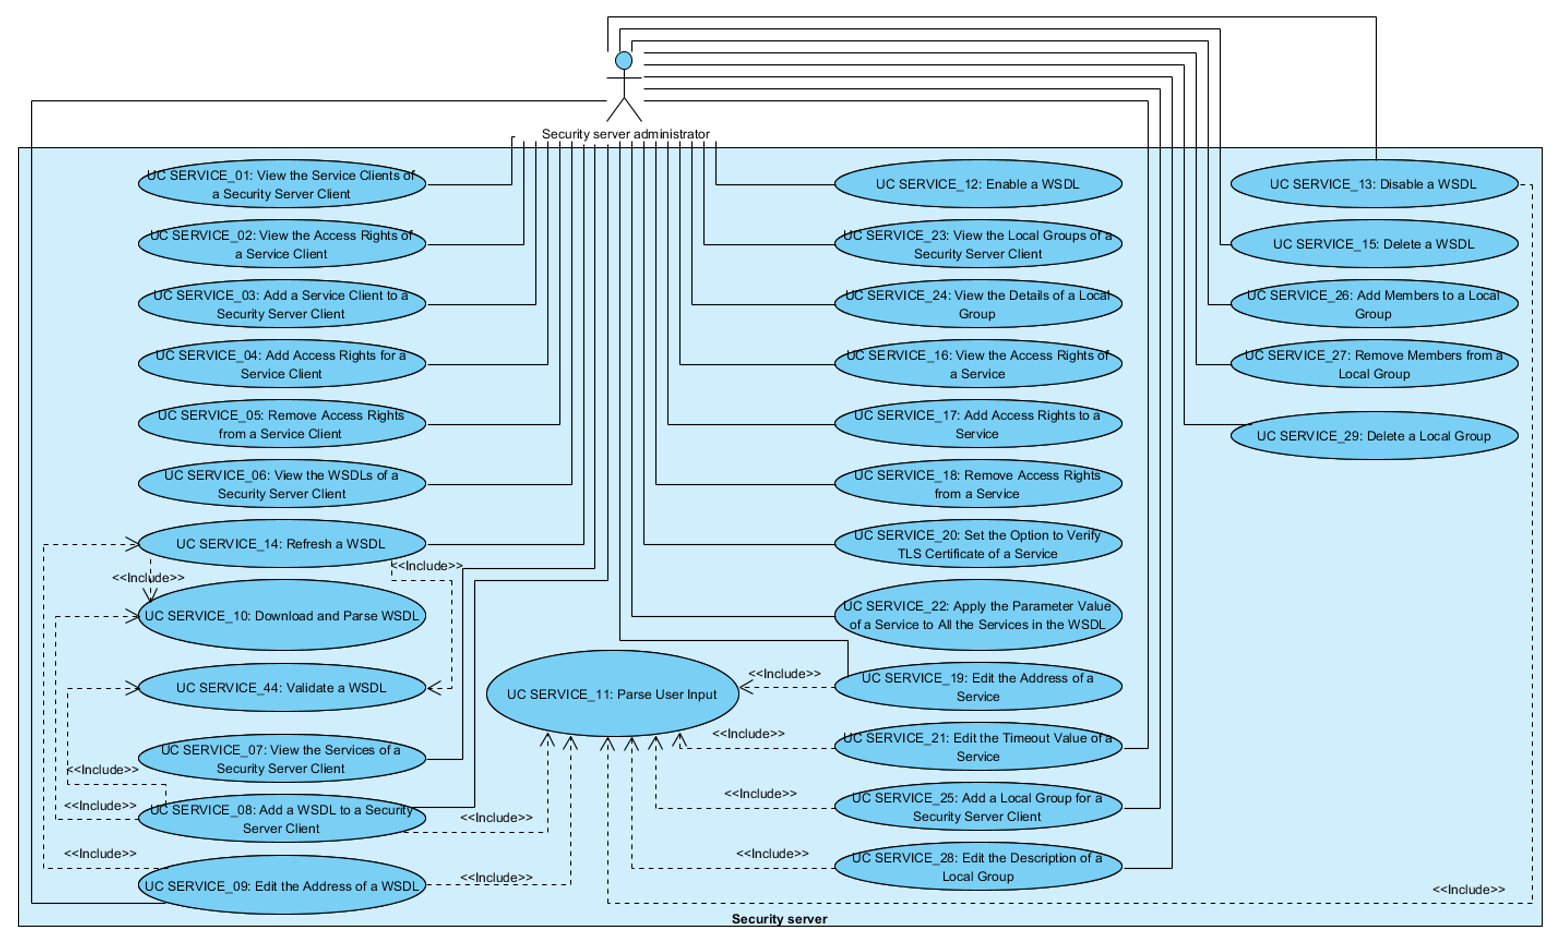 Security server administrator
UC SERVICE_01: View the Service Clients of
a Security Server Client
UC SERVICE_02: View the Access Rights of
a Service Client
UC SERVICE_03: Add a Service Client to a
Security Server Client
UC SERVICE_04: Add Access Rights for a
Service Client
UC SERVICE_05: Remove Access Rights
from a Service Client
UC SERVICE_06: View the WSDLs of a
Security Server Client
UC SERVICE_14: Refresh a WSDL
<<Include>>
<<Include>>
UC SERVICE_10: Download and Parse WSDL
UC SERVICE_44: Validate a WSDL
UC SERVICE_07: View the Services of a
Security Server Client
<<Include>>
<<Include>>
UC SERVICE_08: Add a WSDL to a Security
Server Client
<<Include>>
<<Include>>
UC SERVICE_09: Edit the Address of a WSDL
<<Include>>
UC SERVICE_11: Parse User Input
UC SERVICE_12: Enable a WSDL
UC SERVICE_23: View the Local Groups of a
Security Server Client
UC SERVICE_24: View the Details of a Local
Group
UC SERVICE_16: View the Access Rights of
a Service
UC SERVICE_17: Add Access Rights to a
Service
UC SERVICE_18: Remove Access Rights
from a Service
UC SERVICE_20: Set the Option to Verify
TLS Certificate of a Service
UC SERVICE_22: Apply the Parameter Value
of a Service to All the Services in the WSDL
<<Include>>
UC SERVICE_19: Edit the Address of a
Service
<<Include>>
UC SERVICE_21: Edit the Timeout Value of a
Service
<<Include>>
UC SERVICE_25: Add a Local Group for a
Security Server Client
<<Include>>
UC SERVICE_28: Edit the Description of a
Local Group
UC SERVICE_13: Disable a WSDL
UC SERVICE_15: Delete a WSDL
UC SERVICE_26: Add Members to a Local
Group
UC SERVICE_27: Remove Members from a
Local Group
UC SERVICE_29: Delete a Local Group
<<Include>>
Security server